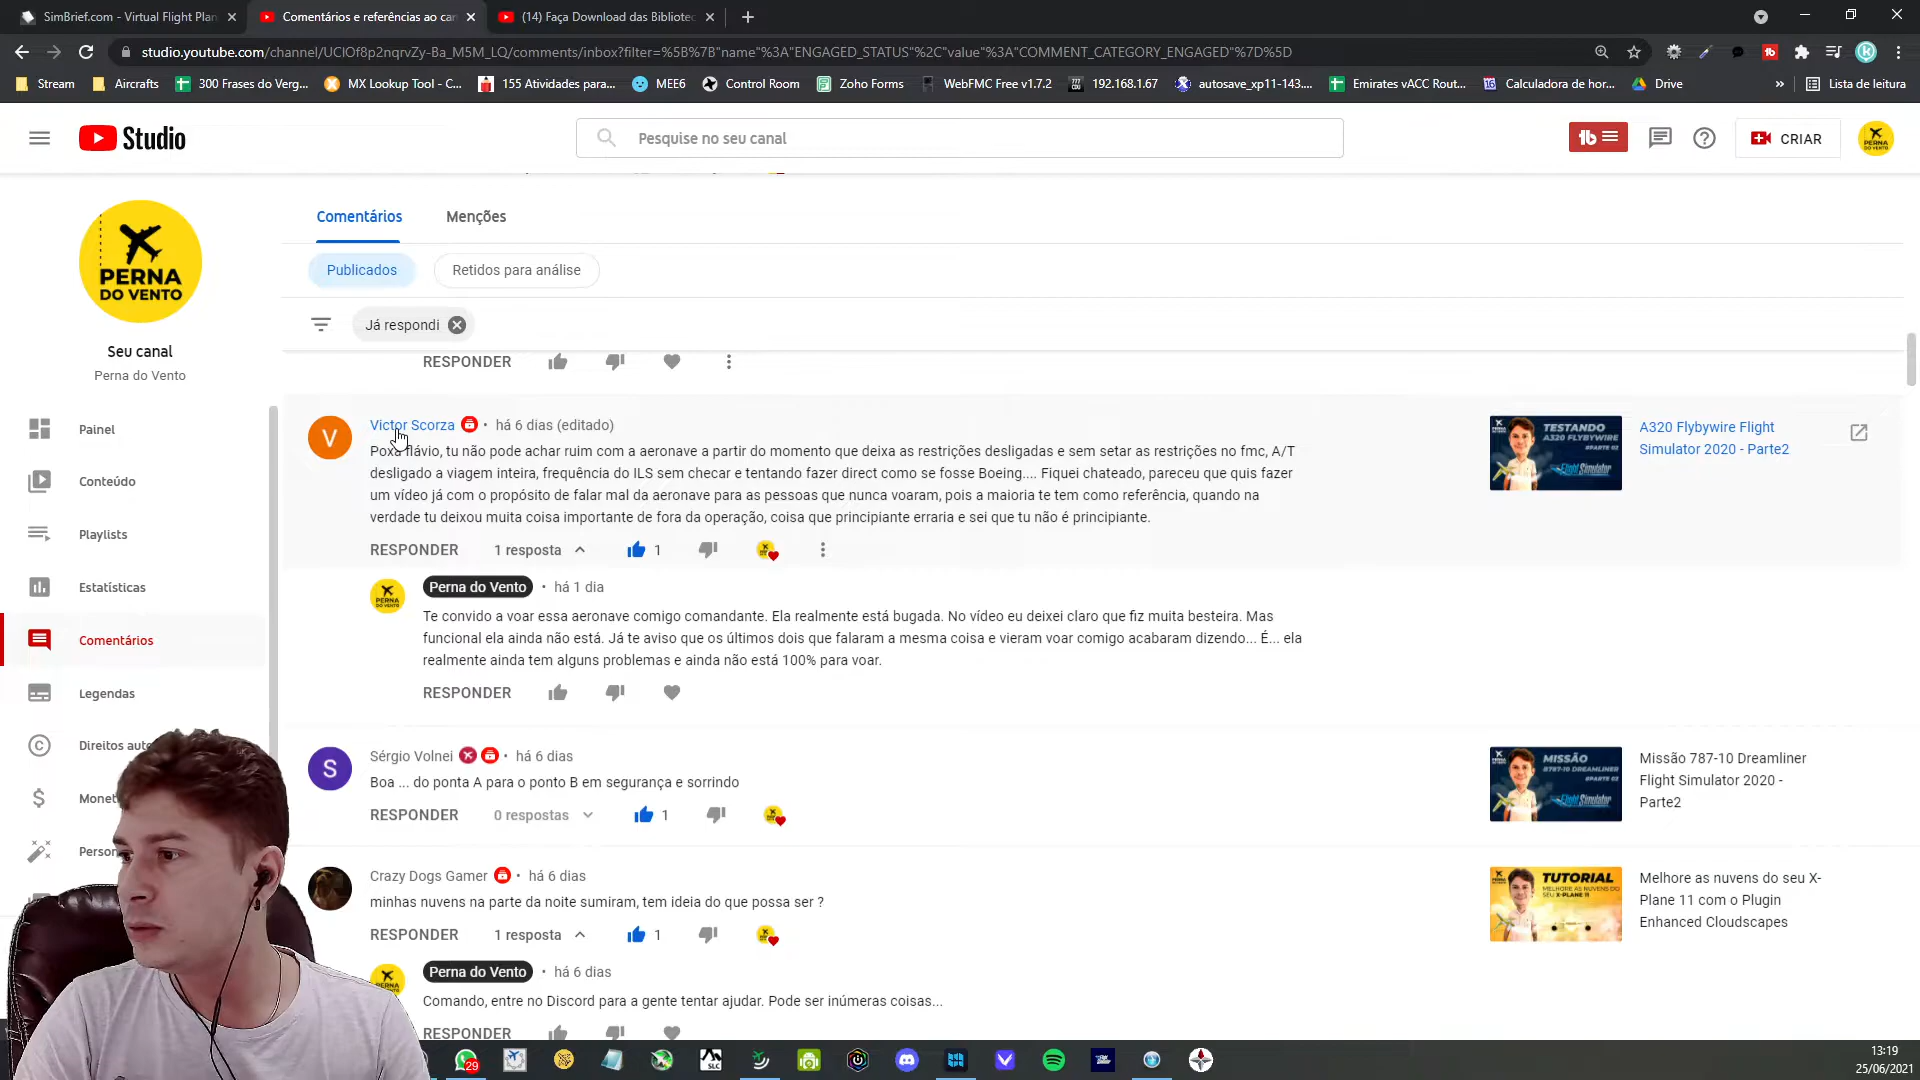 SimBrief.com - Virtual Flight Plan
Comentários e referências ao can
(14) Faça Download das Bibliotec
studio.youtube.com/channel/UClOf8p2nqrvZy-Ba_M5M_LQ/comments/inbox?filter=%5B%7B"name"%3A"ENGAGED_STATUS"%2C"value"%3A"COMMENT_CATEGORY_ENGAGED"%7D%5D
Stream
Aircrafts
300 Frases do Verg...
MX Lookup Tool - C...
155 Atividades para...
MEE6
Control Room
Zoho Forms
WebFMC Free v1.7.2
192.168.1.67
autosave_xp11-143....
Emirates vACC Rout...
Calculadora de hor...
Drive
»
Lista de leitura
Studio
Pesquise no seu canal
CRIAR
PERNA
DO VENTO
Seu canal
Perna do Vento
Painel
Conteúdo
Playlists
Estatísticas
Comentários
Legendas
Direitos auto
Monet
Person
Comentários
Menções
Publicados
Retidos para análise
Já respondi
RESPONDER
Victor Scorza • há 6 dias (editado)
Poxa flávio, tu não pode achar ruim com a aeronave a partir do momento que deixa as restrições desligadas e sem setar as restrições no fmc, A/T
desligado a viagem inteira, frequência do ILS sem checar e tentando fazer direct como se fosse Boeing.... Fiquei chateado, pareceu que quis fazer
um vídeo já com o propósito de falar mal da aeronave para as pessoas que nunca voaram, pois a maioria te tem como referência, quando na
verdade tu deixou muita coisa importante de fora da operação, coisa que principiante erraria e sei que tu não é principiante.
RESPONDER 1 resposta 1
TESTANDO
A320 FLYBYWIRE
A320 Flybywire Flight
Simulator 2020 - Parte2
Perna do Vento • há 1 dia
Te convido a voar essa aeronave comigo comandante. Ela realmente está bugada. No vídeo eu deixei claro que fiz muita besteira. Mas
funcional ela ainda não está. Já te aviso que os últimos dois que falaram a mesma coisa e vieram voar comigo acabaram dizendo... É... ela
realmente ainda tem alguns problemas e ainda não está 100% para voar.
RESPONDER
Sérgio Volnei • há 6 dias
Boa ... do ponta A para o ponto B em segurança e sorrindo
RESPONDER 0 respostas 1
MISSÃO
Missão 787-10 Dreamliner
Flight Simulator 2020 -
Parte2
Crazy Dogs Gamer • há 6 dias
minhas nuvens na parte da noite sumiram, tem ideia do que possa ser ?
RESPONDER 1 resposta 1
TUTORIAL
Melhore as nuvens do seu X-
Plane 11 com o Plugin
Enhanced Cloudscapes
Perna do Vento • há 6 dias
Comando, entre no Discord para a gente tentar ajudar. Pode ser inúmeras coisas...
RESPONDER
29
SLC
13:19
25/06/2021